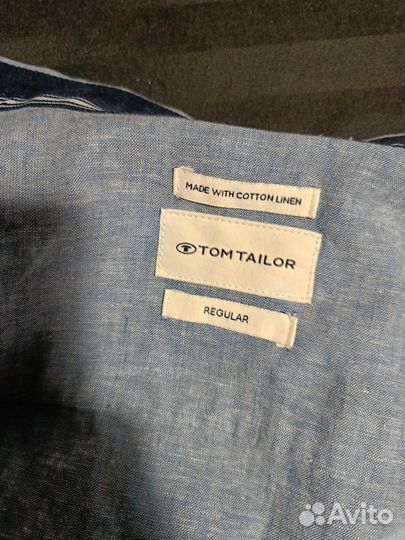 MADE WITH COTTON LINEN
TOM TAILOR
REGULAR
Avito